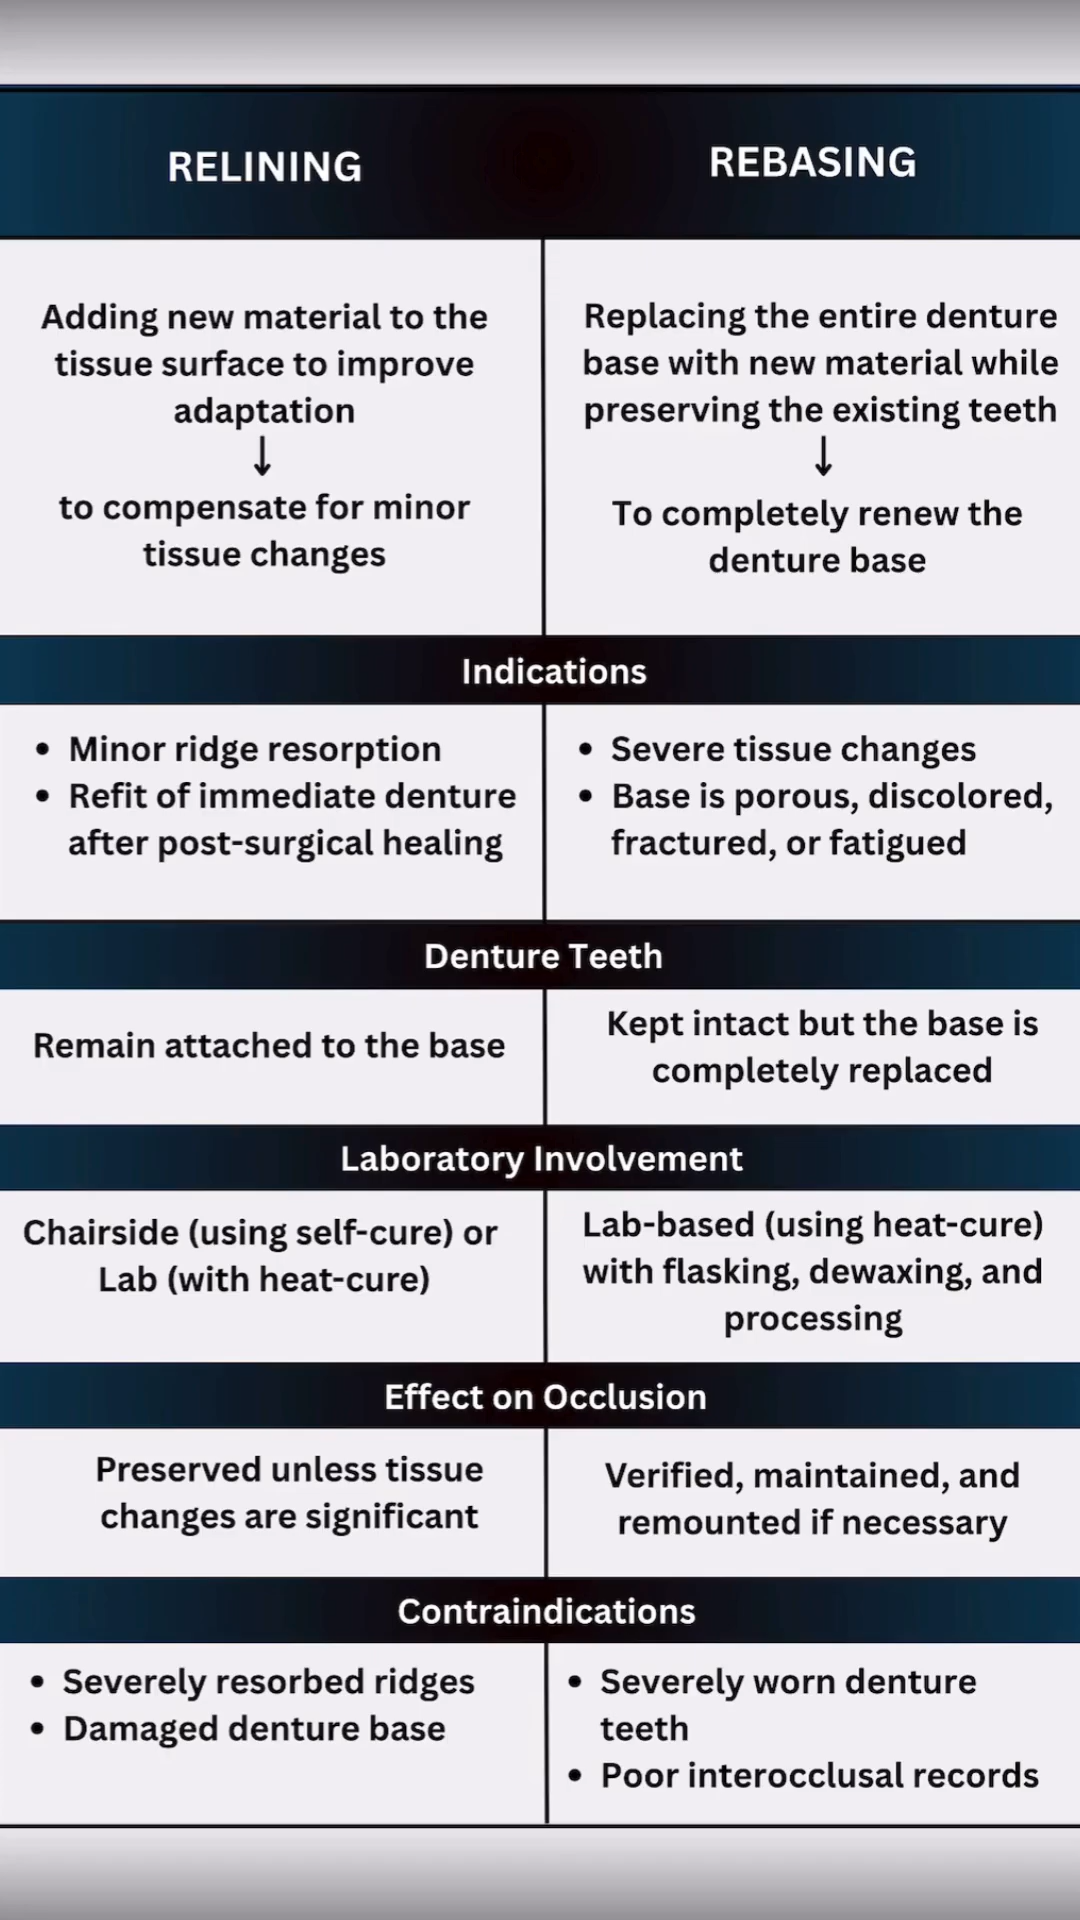 RELINING
REBASING
Adding new material to the
tissue surface to improve
adaptation
↓
to compensate for minor
tissue changes
Replacing the entire denture
base with new material while
preserving the existing teeth
↓
To completely renew the
denture base
Indications
• Minor ridge resorption
• Refit of immediate denture
after post-surgical healing
• Severe tissue changes
• Base is porous, discolored,
fractured, or fatigued
Denture Teeth
Remain attached to the base
Kept intact but the base is
completely replaced
Laboratory Involvement
Chairside (using self-cure) or
Lab (with heat-cure)
Lab-based (using heat-cure)
with flasking, dewaxing, and
processing
Effect on Occlusion
Preserved unless tissue
changes are significant
Verified, maintained, and
remounted if necessary
Contraindications
• Severely resorbed ridges
• Damaged denture base
• Severely worn denture
teeth
• Poor interocclusal records